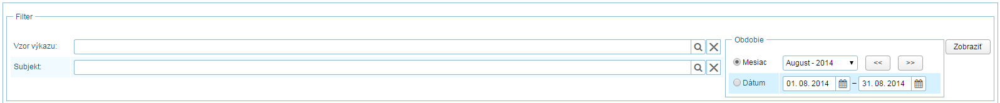 Filter
Vzor výkazu:
Subjekt:
Obdobie
Mesiac August - 2014 << >>
Dátum 01. 08. 2014 – 31. 08. 2014
Zobraziť